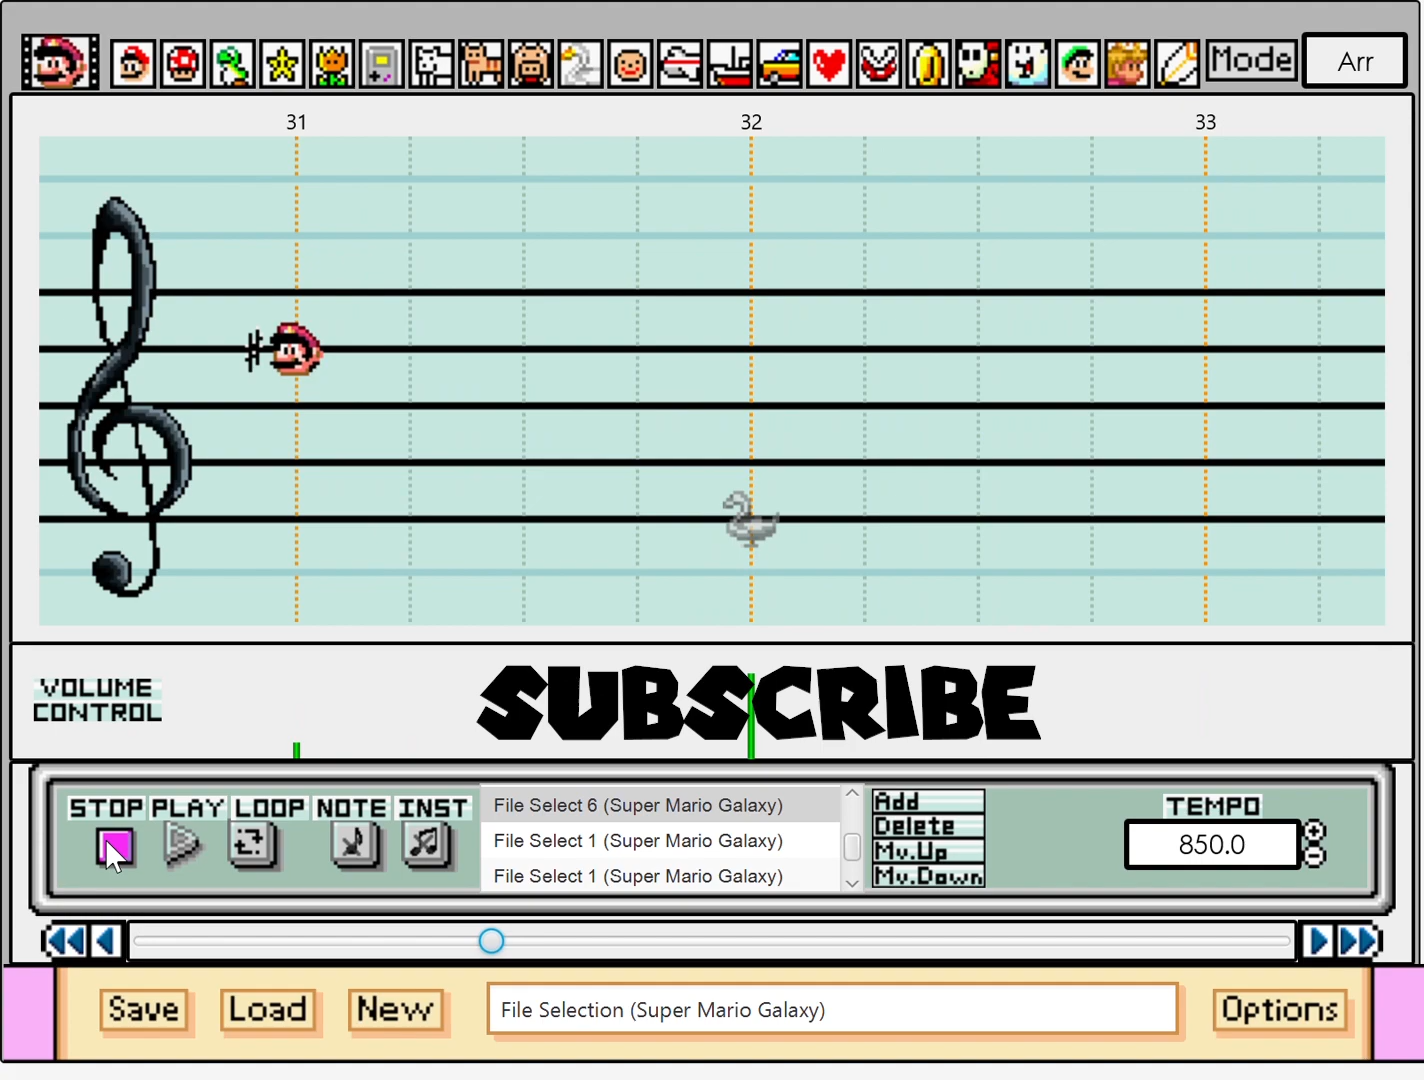 Mode Arr
31 32 33
VOLUME
CONTROL
SUBSCRIBE
STOP PLAY LOOP NOTE INST
File Select 6 (Super Mario Galaxy)
File Select 1 (Super Mario Galaxy)
File Select 1 (Super Mario Galaxy)
Add
Delete
Mv.Up
Mv.Down
TEMPO
850.0
Save Load New File Selection (Super Mario Galaxy) Options